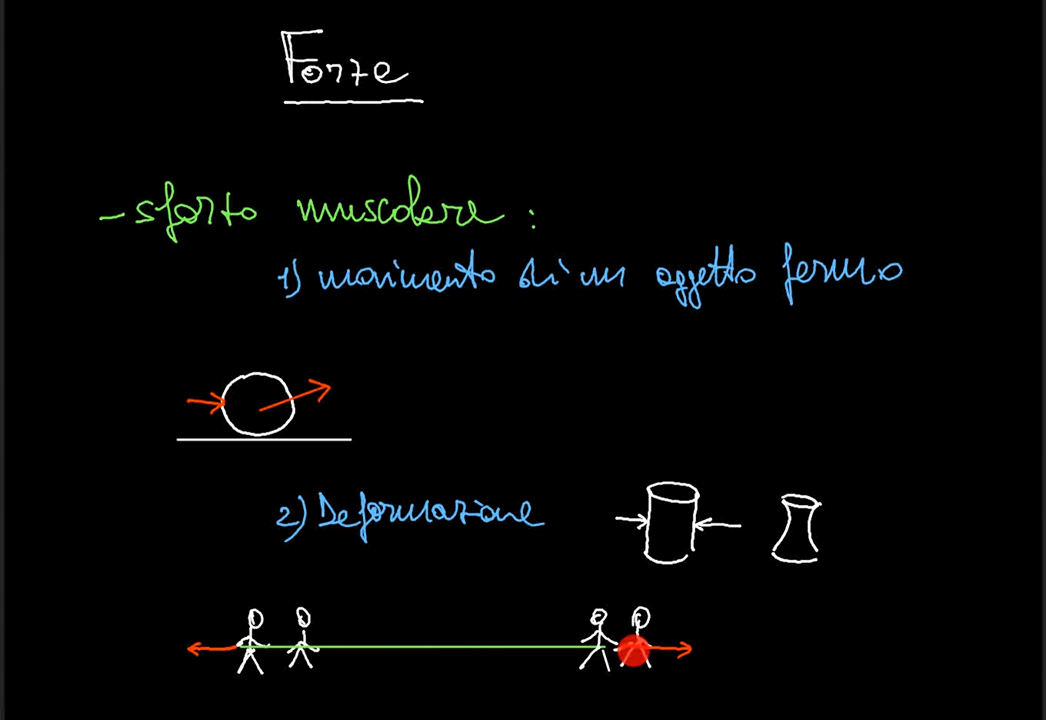 Forze
- sforzo muscolare :
1) movimento di un oggetto fermo
2) Deformazione